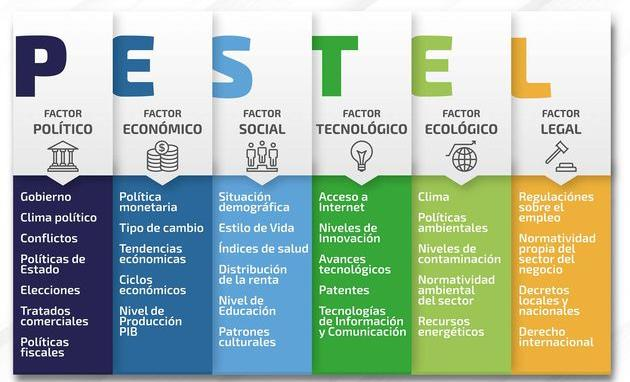 P
FACTOR
POLÍTICO
Gobierno
Clima político
Conflictos
Políticas de
Estado
Elecciones
Tratados
comerciales
Políticas
fiscales
E
FACTOR
ECONÓMICO
Política
monetaria
Tipo de cambio
Tendencias
ecónomicas
Ciclos
económicos
Nivel de
Producción
PIB
S
FACTOR
SOCIAL
Situación
demográfica
Estilo de Vida
Índices de salud
Distribución
de la renta
Nivel de
Educación
Patrones
culturales
T
FACTOR
TECNOLÓGICO
Acceso a
Internet
Niveles de
Innovación
Avances
tecnológicos
Patentes
Tecnologías
de Información
y Comunicación
E
FACTOR
ECOLÓGICO
Clima
Políticas
ambientales
Niveles de
contaminación
Normatividad
ambiental
del sector
Recursos
energéticos
L
FACTOR
LEGAL
Regulaciónes
sobre el
empleo
Normatividad
propia del
sector del
negocio
Decretos
locales y
nacionales
Derecho
internacional